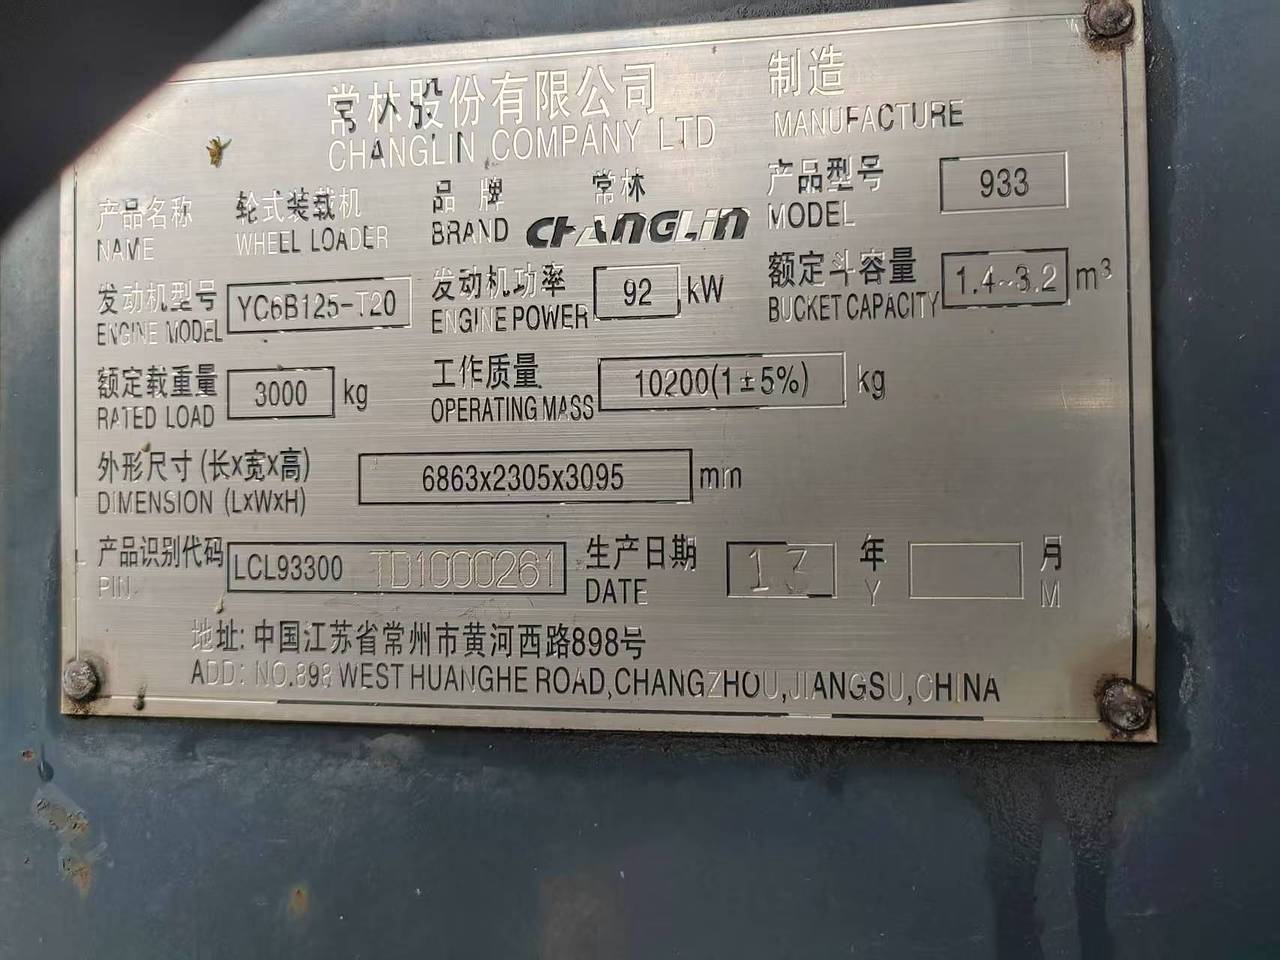 常林股份有限公司 制造
CHANGLIN COMPANY LTD MANUFACTURE
产品名称 轮式装载机 品牌 常林 产品型号 933
NAME WHEEL LOADER BRAND CHANGLIN MODEL
发动机型号 YC6B125-T20 发动机功率 92 kW 额定斗容量 1.4~3.2 m³
ENGINE MODEL ENGINE POWER BUCKET CAPACITY
额定载重量 3000 kg 工作质量 10200(1±5%) kg
RATED LOAD OPERATING MASS
外形尺寸(长x宽x高) 6863x2305x3095 mm
DIMENSION (LxWxH)
产品识别代码 LCL93300 TD1000261 生产日期 13 年 月
PIN DATE Y M
地址: 中国江苏省常州市黄河西路898号
ADD: NO.898 WEST HUANGHE ROAD,CHANGZHOU,JIANGSU,CHINA